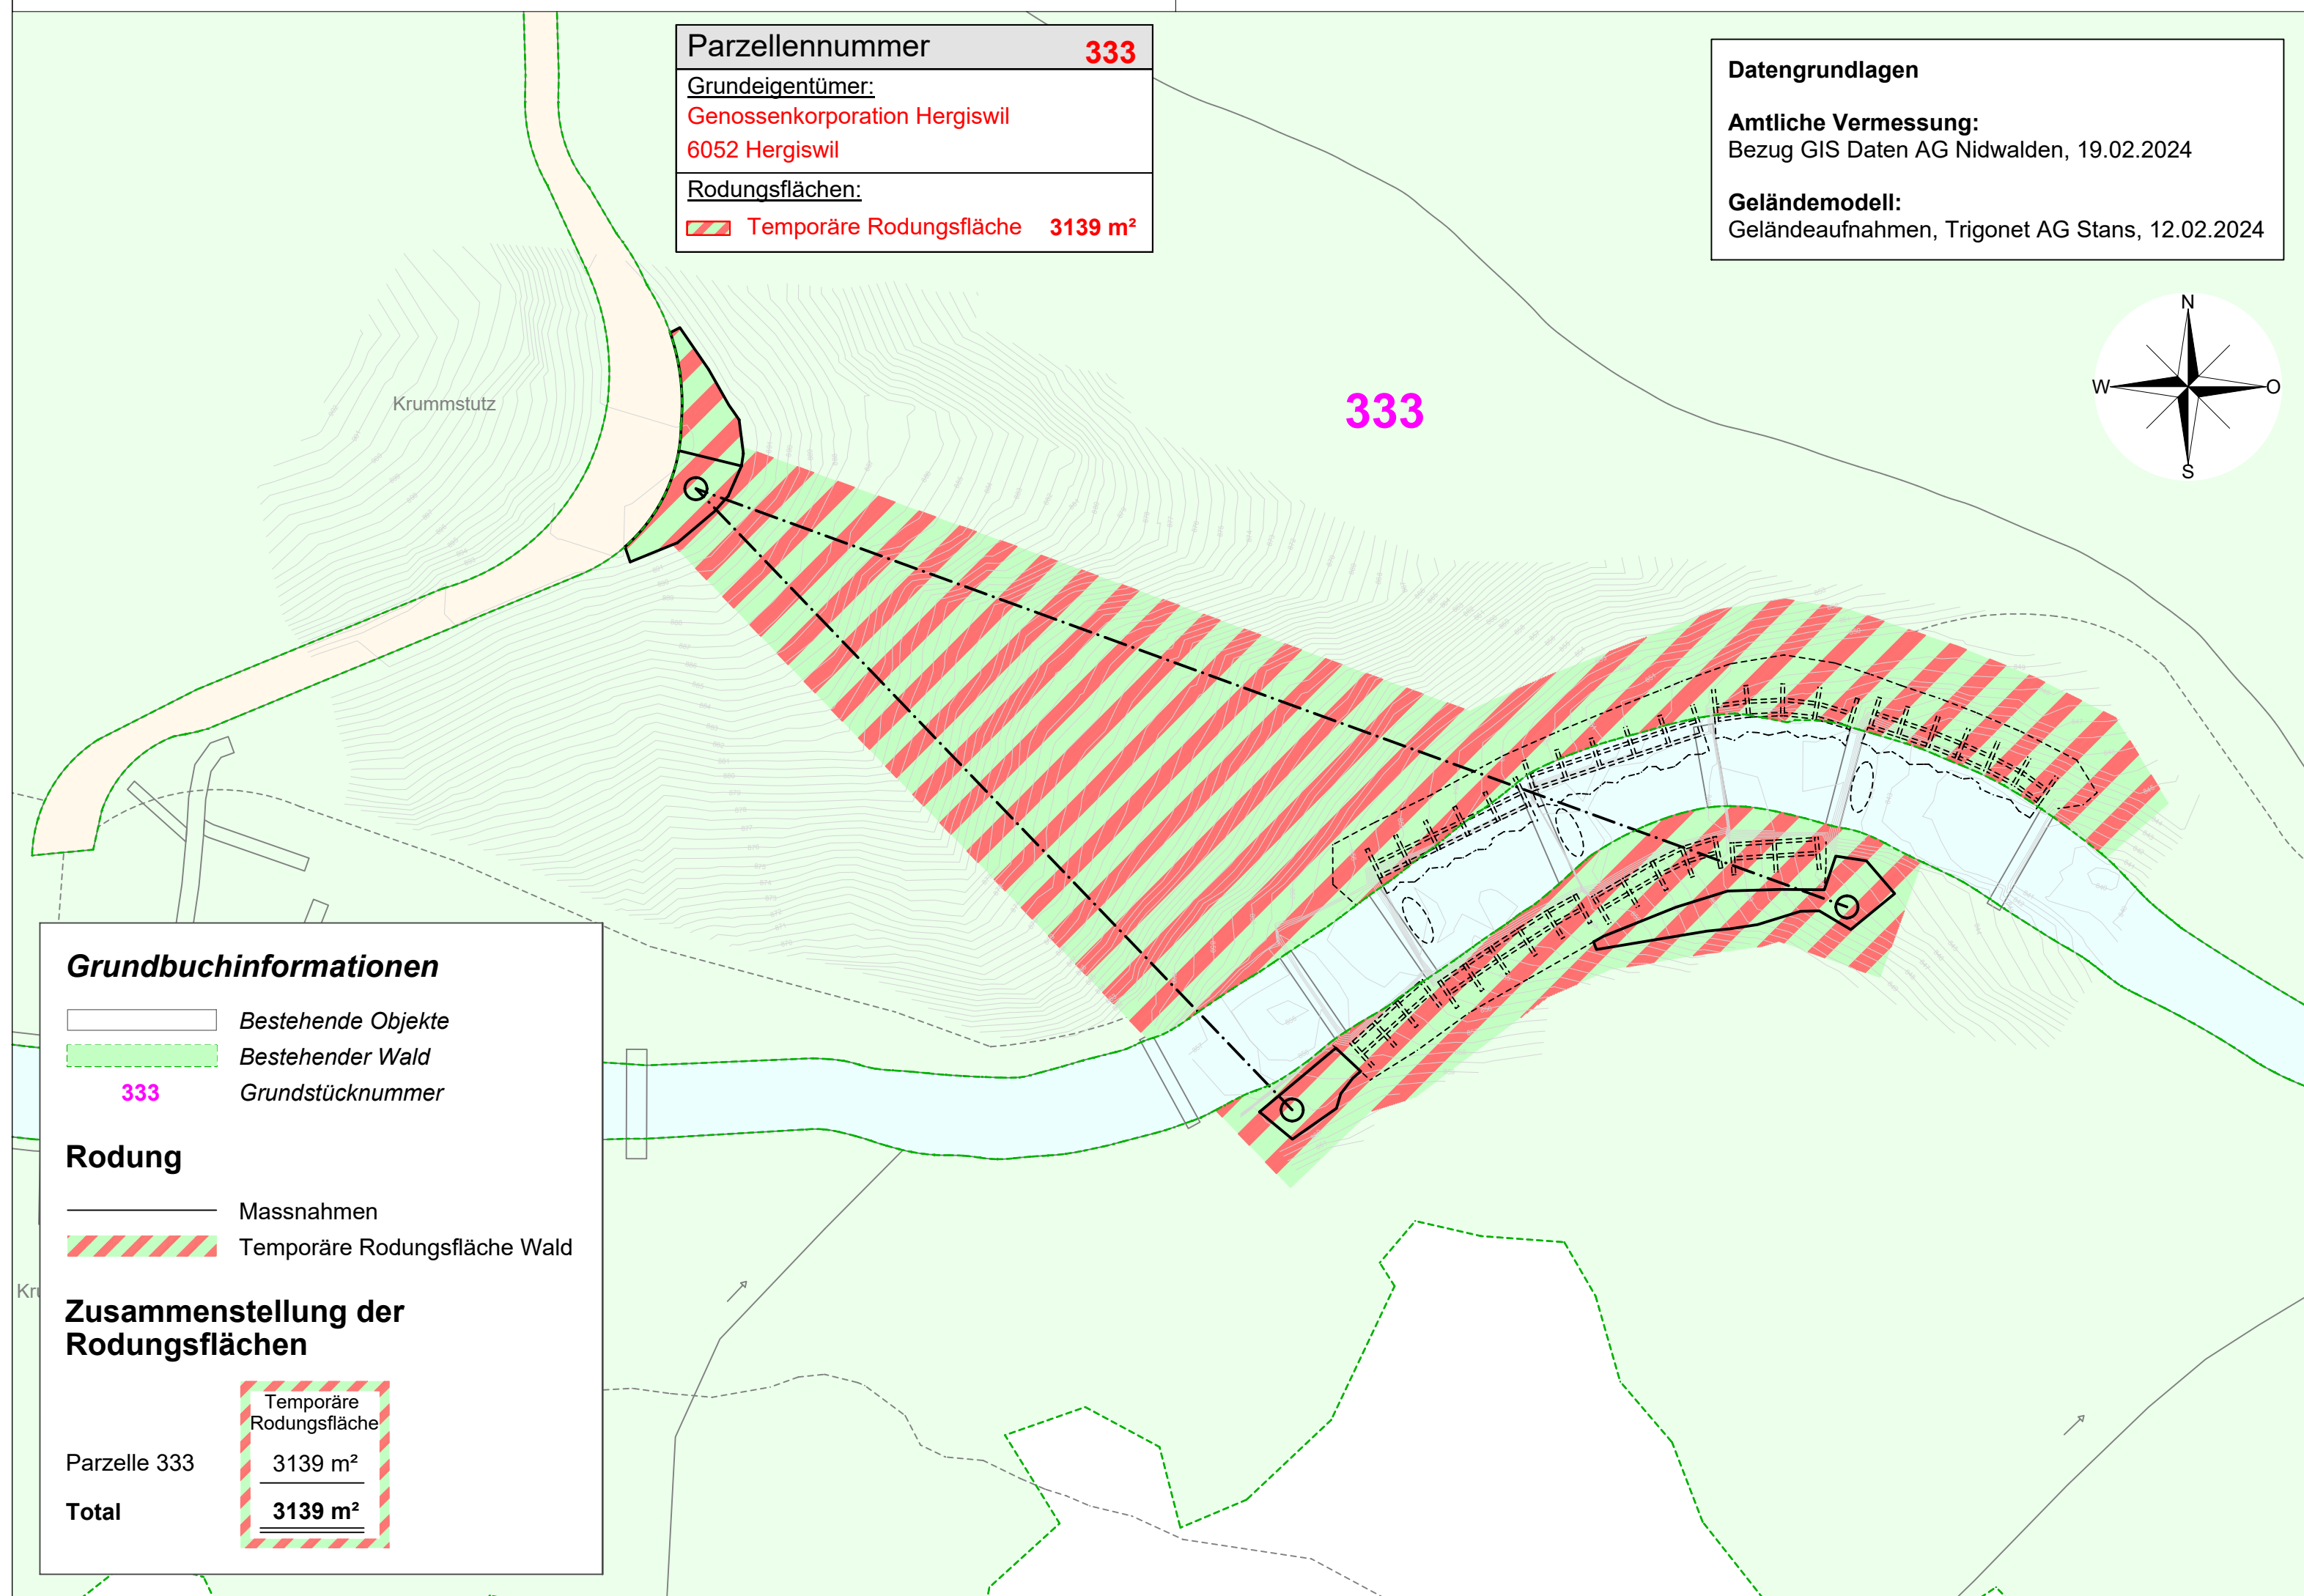 Parzellennummer 333
Grundeigentümer:
Genossenkorporation Hergiswil
6052 Hergiswil
Rodungsflächen:
Temporäre Rodungsfläche 3139 m²
Datengrundlagen
Amtliche Vermessung:
Bezug GIS Daten AG Nidwalden, 19.02.2024
Geländemodell:
Geländeaufnahmen, Trigonet AG Stans, 12.02.2024
N
W
O
S
Krummstutz
333
Grundbuchinformationen
Bestehende Objekte
Bestehender Wald
333 Grundstücknummer
Rodung
Massnahmen
Temporäre Rodungsfläche Wald
Zusammenstellung der
Rodungsflächen
Temporäre
Rodungsfläche
Parzelle 333 3139 m²
Total 3139 m²